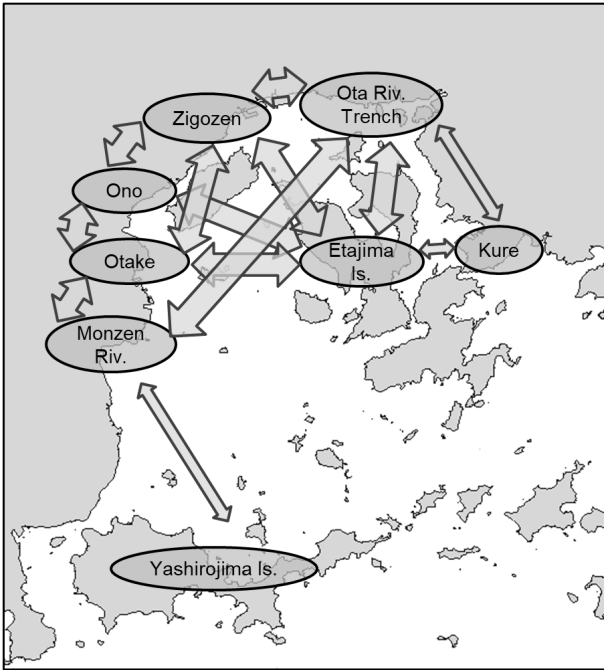 Ota Riv.
Trench
Zigozen
Ono
Otake
Etajima
Is.
Kure
Monzen
Riv.
Yashirojima Is.